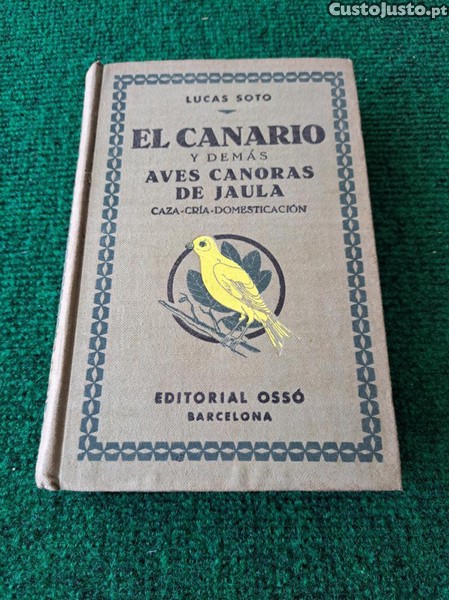 CustoJusto.pt
LUCAS SOTO
EL CANARIO
Y DEMÁS
AVES CANORAS
DE JAULA
CAZA-CRÍA-DOMESTICACIÓN
EDITORIAL OSSÓ
BARCELONA